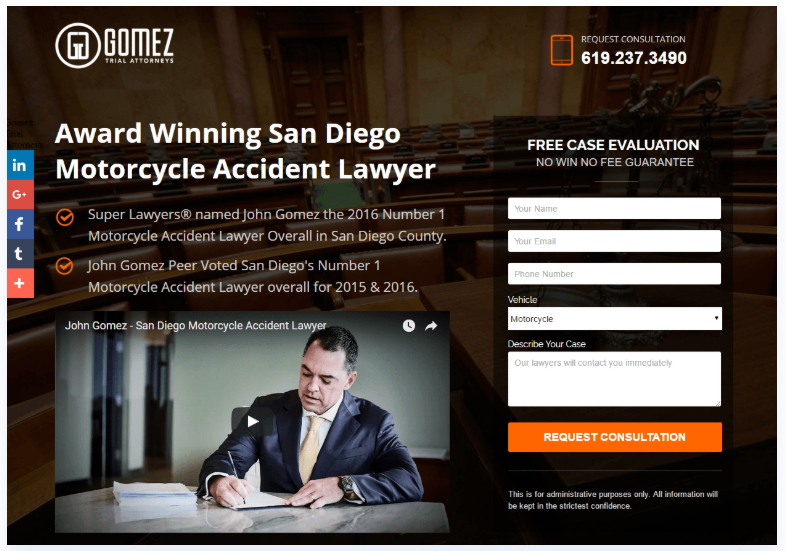 GOMEZ
TRIAL ATTORNEYS
REQUEST CONSULTATION
619.237.3490
Award Winning San Diego
Motorcycle Accident Lawyer
Super Lawyers® named John Gomez the 2016 Number 1
Motorcycle Accident Lawyer Overall in San Diego County.
John Gomez Peer Voted San Diego's Number 1
Motorcycle Accident Lawyer overall for 2015 & 2016.
John Gomez - San Diego Motorcycle Accident Lawyer
in
G+
f
t
+
FREE CASE EVALUATION
NO WIN NO FEE GUARANTEE
Your Name
Your Email
Phone Number
Vehicle
Motorcycle
Describe Your Case
Our lawyers will contact you immediately
REQUEST CONSULTATION
This is for administrative purposes only. All information will
be kept in the strictest confidence.